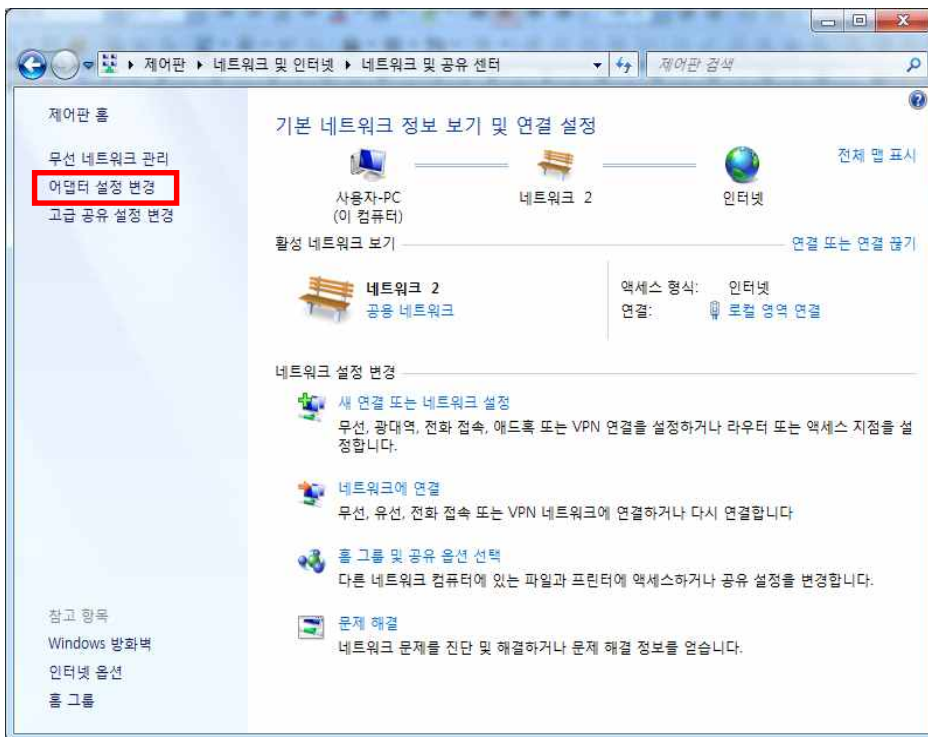 제어판 ▸ 네트워크 및 인터넷 ▸ 네트워크 및 공유 센터
제어판 검색
제어판 홈
무선 네트워크 관리
어댑터 설정 변경
고급 공유 설정 변경
기본 네트워크 정보 보기 및 연결 설정
전체 맵 표시
사용자-PC
(이 컴퓨터)
네트워크 2
인터넷
활성 네트워크 보기
연결 또는 연결 끊기
네트워크 2
공용 네트워크
액세스 형식: 인터넷
연결: 로컬 영역 연결
네트워크 설정 변경
새 연결 또는 네트워크 설정
무선, 광대역, 전화 접속, 애드혹 또는 VPN 연결을 설정하거나 라우터 또는 액세스 지점을 설
정합니다.
네트워크에 연결
무선, 유선, 전화 접속 또는 VPN 네트워크에 연결하거나 다시 연결합니다
홈 그룹 및 공유 옵션 선택
다른 네트워크 컴퓨터에 있는 파일과 프린터에 액세스하거나 공유 설정을 변경합니다.
문제 해결
네트워크 문제를 진단 및 해결하거나 문제 해결 정보를 얻습니다.
참고 항목
Windows 방화벽
인터넷 옵션
홈 그룹